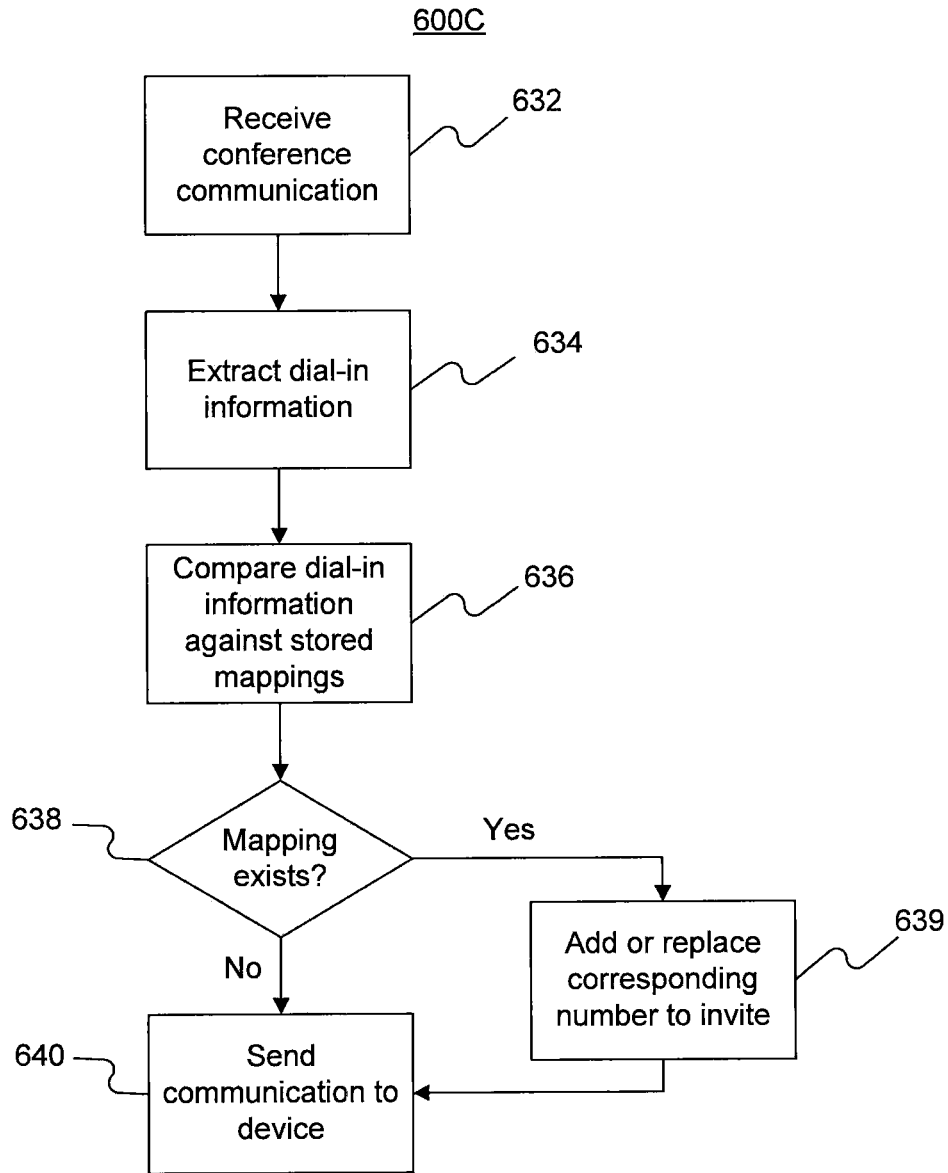 600C
Receive
conference
communication
632
Extract dial-in
information
634
Compare dial-in
information
against stored
mappings
636
638
Mapping
exists?
Yes
No
Add or replace
corresponding
number to invite
639
640
Send
communication to
device